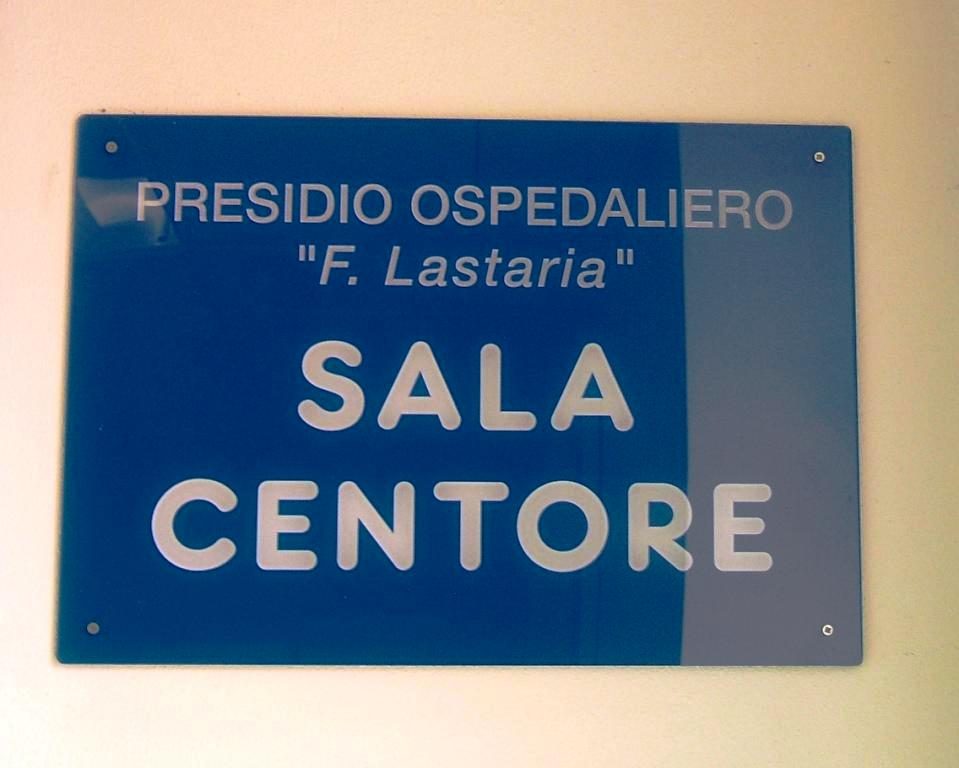 PRESIDIO OSPEDALIERO
"F. Lastaria"
SALA
CENTORE